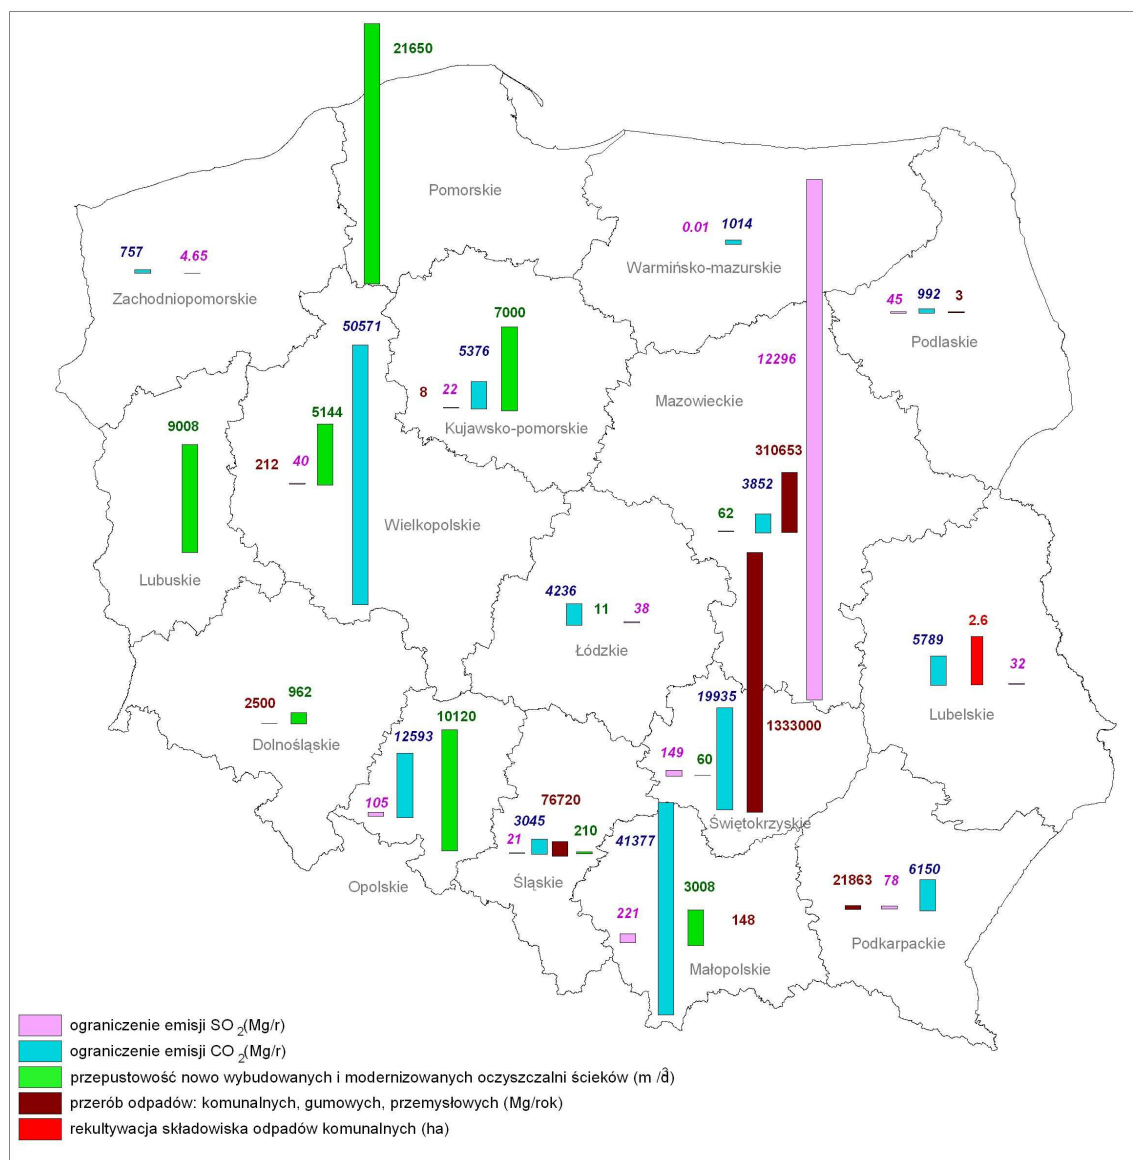 21650
Pomorskie
757
4.65
Zachodniopomorskie
0.01 1014
Warmińsko-mazurskie
45 992 3
Podlaskie
50571
7000
5376
8 22
Kujawsko-pomorskie
12296
Mazowieckie
310653
3852
62
9008
Lubuskie
5144
212 40
Wielkopolskie
4236 11 38
Łódzkie
5789 2.6 32
Lubelskie
2500 962
Dolnośląskie
10120
12593
105
Opolskie
19935
1333000
149 60
Świętokrzyskie
76720
3045
21 210
Śląskie
41377
3008
221 148
Małopolskie
21863 78 6150
Podkarpackie
ograniczenie emisji SO2(Mg/r)
ograniczenie emisji CO2(Mg/r)
przepustowość nowo wybudowanych i modernizowanych oczyszczalni ścieków (m3/d)
przerób odpadów: komunalnych, gumowych, przemysłowych (Mg/rok)
rekultywacja składowiska odpadów komunalnych (ha)